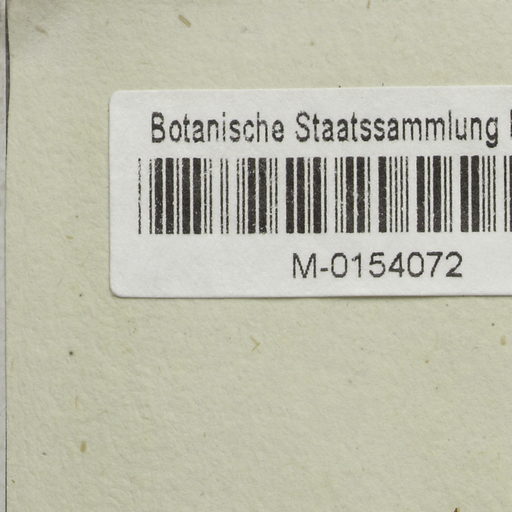 Botanische Staatssammlung
M-0154072